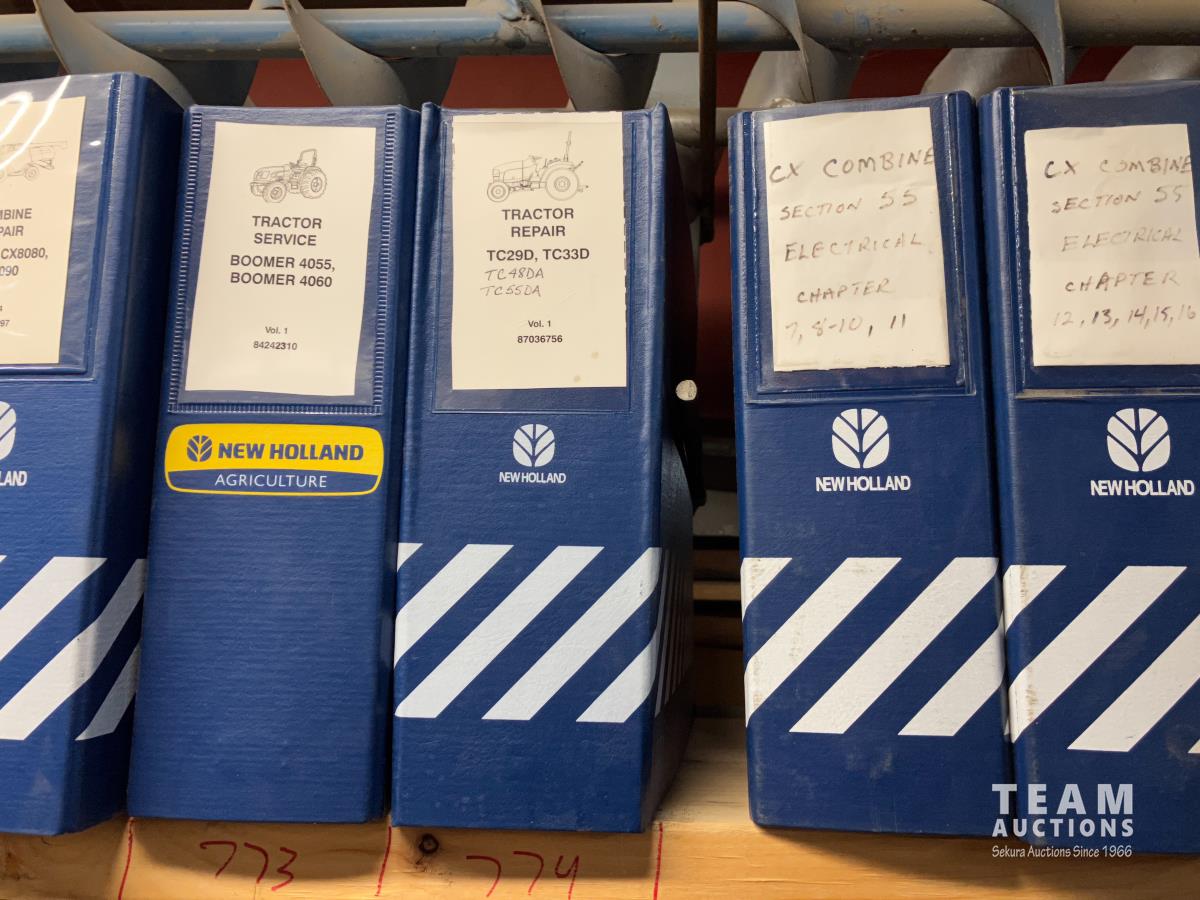 CX8080,
TRACTOR
SERVICE
BOOMER 4055,
BOOMER 4060
Vol. 1
84242310
NEW HOLLAND
AGRICULTURE
TRACTOR
REPAIR
TC29D, TC33D
TC48DA
TC55DA
Vol. 1
87036756
NEW HOLLAND
CX COMBINE
SECTION 55
ELECTRICAL
CHAPTER
7, 8-10, 11
NEW HOLLAND
CX COMBINE
SECTION 55
ELECTRICAL
CHAPTER
12, 13, 14, 15, 16
NEW HOLLAND
773
774
TEAM
AUCTIONS
Sekura Auctions Since 1966